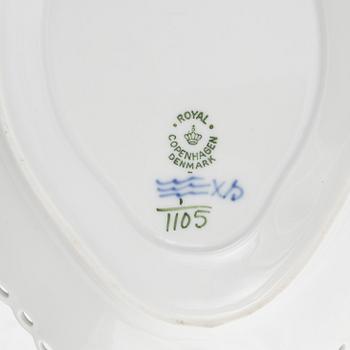 ROYAL
COPENHAGEN
DENMARK
1105